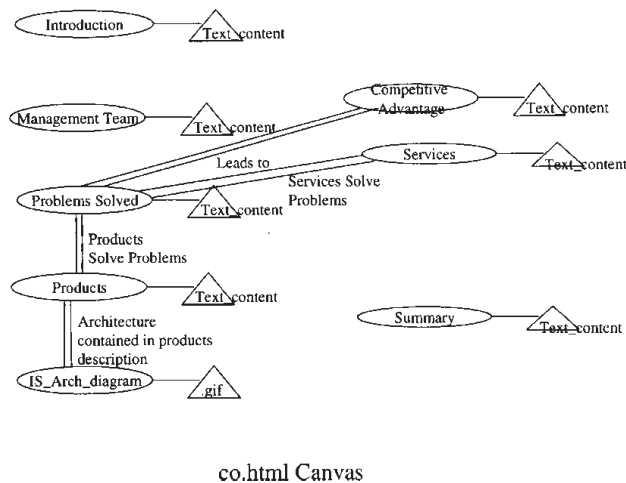 Introduction
Text_content
Competitive
Advantage
Text_content
Management Team
Text_content
Leads to
Services
Text_content
Services Solve
Problems
Problems Solved
Text_content
Products
Solve Problems
Products
Text_content
Architecture
contained in products
description
Summary
Text_content
IS_Arch_diagram
.gif
co.html Canvas